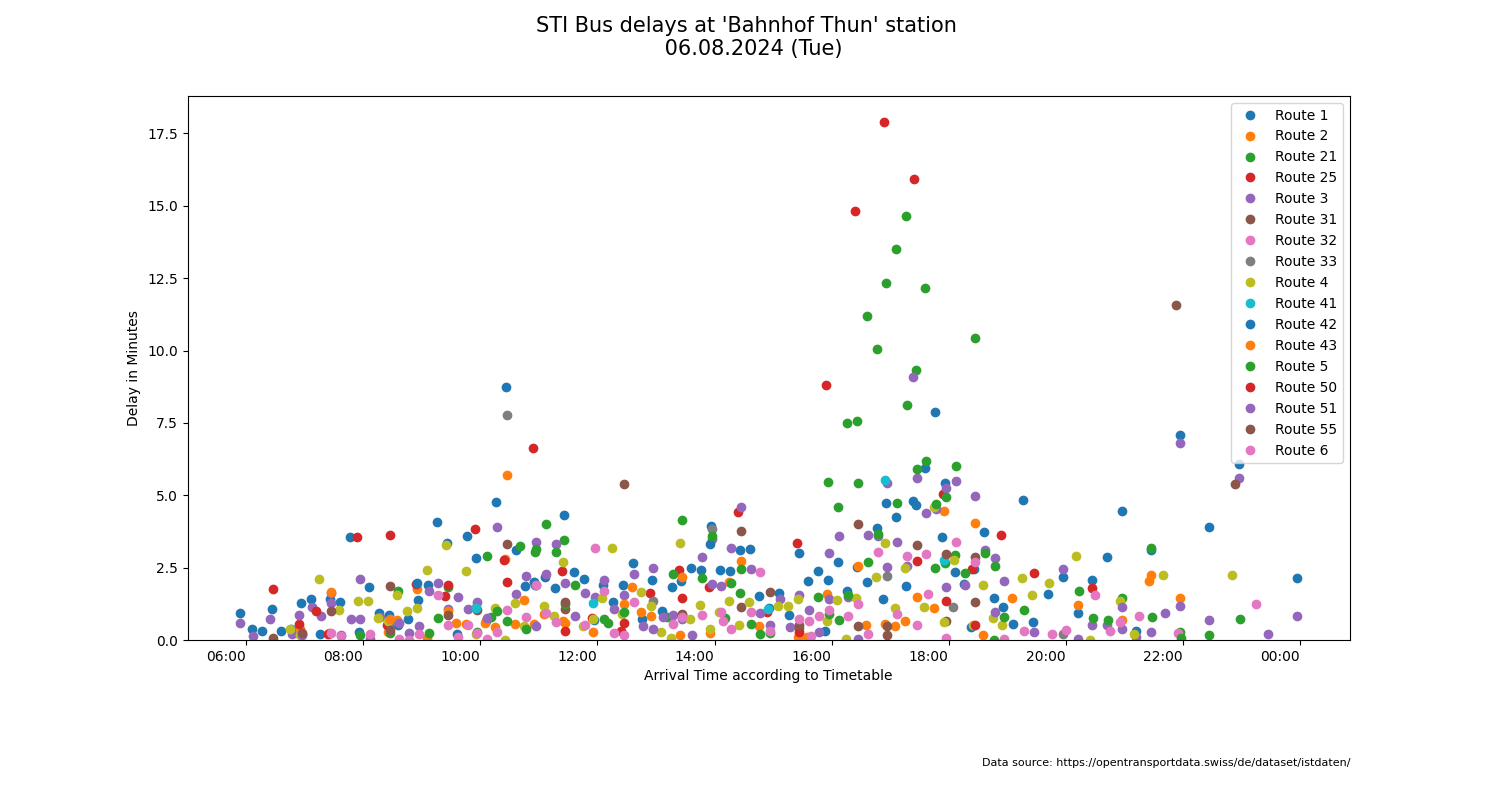 STI Bus delays at 'Bahnhof Thun' station
06.08.2024 (Tue)
Delay in Minutes
17.5
15.0
12.5
10.0
7.5
5.0
2.5
0.0
Route 1
Route 2
Route 21
Route 25
Route 3
Route 31
Route 32
Route 33
Route 4
Route 41
Route 42
Route 43
Route 5
Route 50
Route 51
Route 55
Route 6
06:00 08:00 10:00 12:00 14:00 16:00 18:00 20:00 22:00 00:00
Arrival Time according to Timetable
Data source: https://opentransportdata.swiss/de/dataset/istdaten/